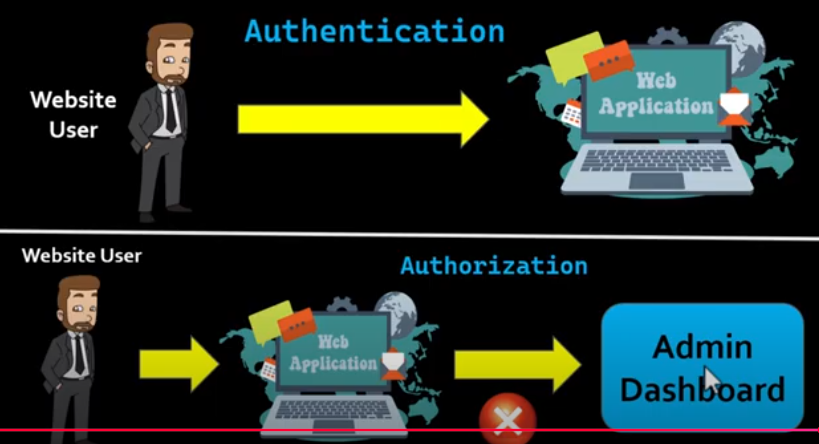 Authentication
Website
User
Web
Application
Website User
Authorization
Web
Application
Admin
Dashboard